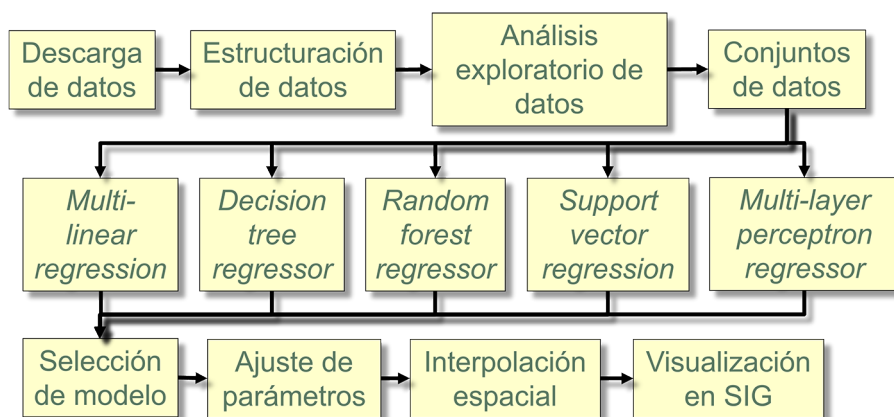 Descarga
de datos
Estructuración
de datos
Análisis
exploratorio de
datos
Conjuntos
de datos
Multi-
linear
regression
Decision
tree
regressor
Random
forest
regressor
Support
vector
regression
Multi-layer
perceptron
regressor
Selección
de modelo
Ajuste de
parámetros
Interpolación
espacial
Visualización
en SIG